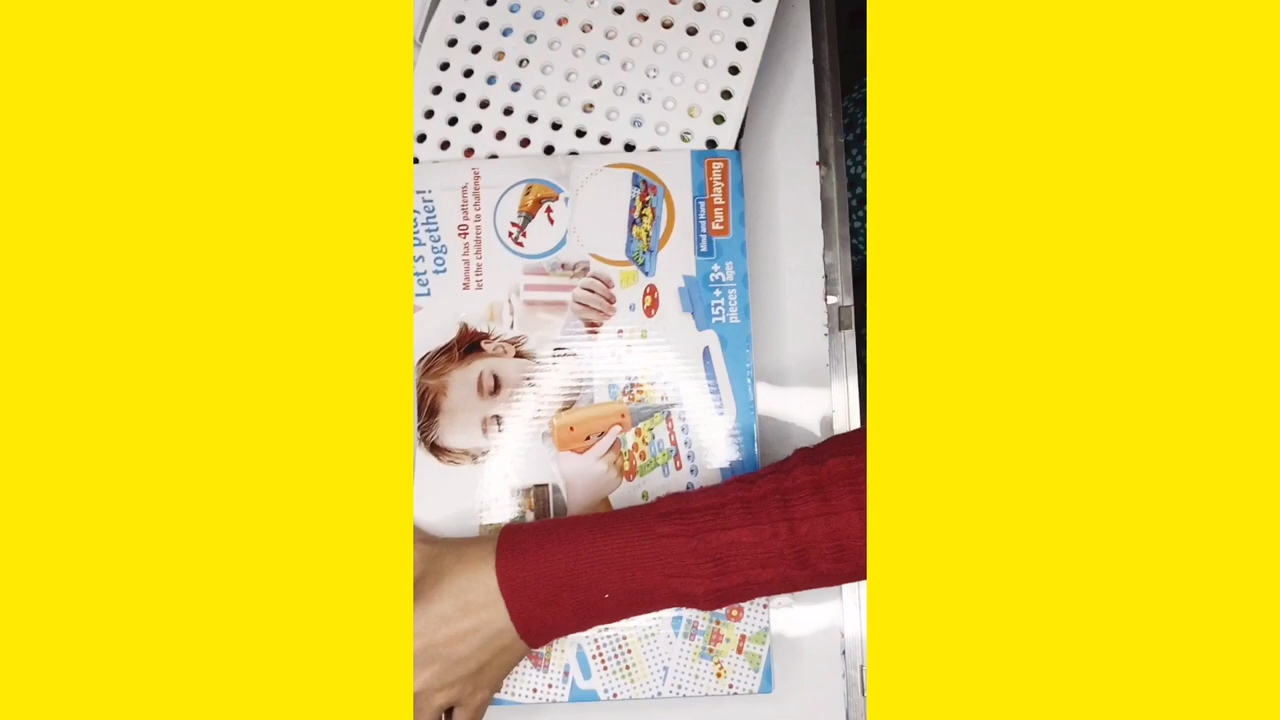 Let's play
together!
Manual has 40 patterns,
let the children to challenge!
Mind and Hand
Fun playing
151+
pieces
3+
ages